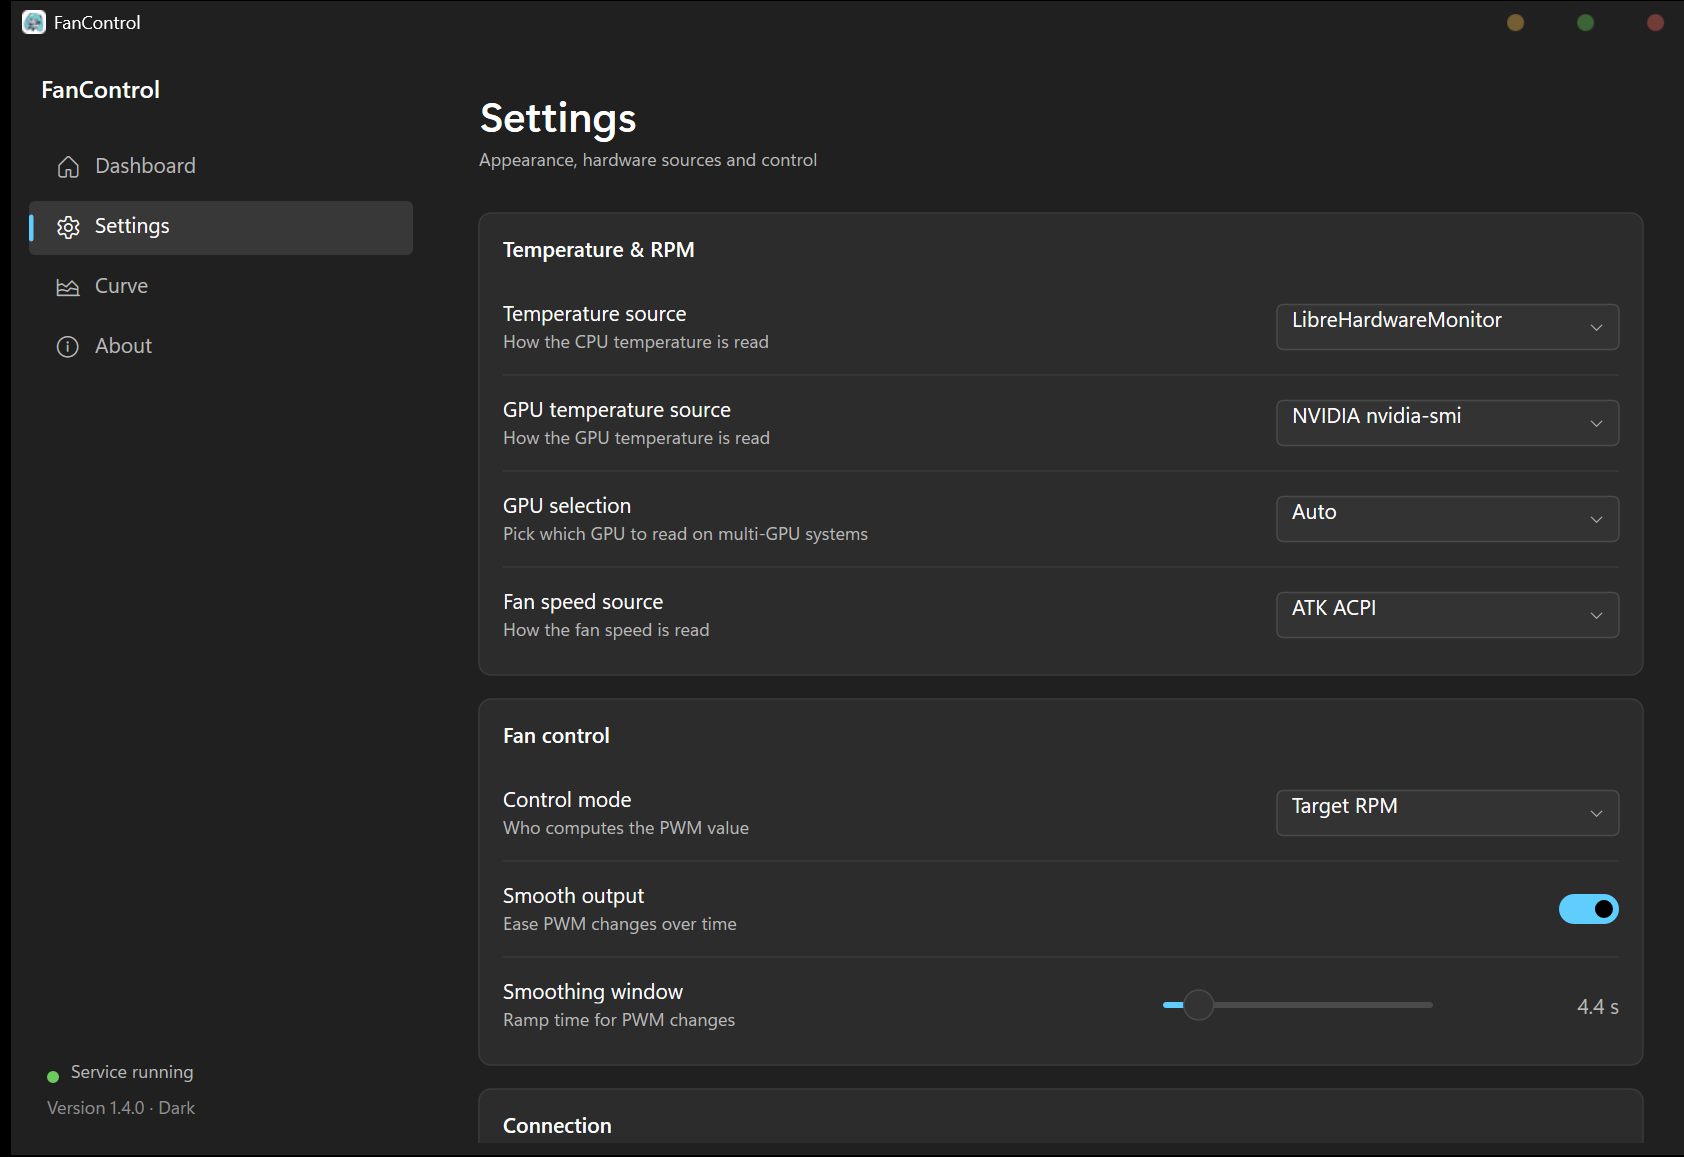 FanControl
FanControl
Dashboard
Settings
Curve
About
Service running
Version 1.4.0 · Dark
Settings
Appearance, hardware sources and control
Temperature & RPM
Temperature source
How the CPU temperature is read
LibreHardwareMonitor
GPU temperature source
How the GPU temperature is read
NVIDIA nvidia-smi
GPU selection
Pick which GPU to read on multi-GPU systems
Auto
Fan speed source
How the fan speed is read
ATK ACPI
Fan control
Control mode
Who computes the PWM value
Target RPM
Smooth output
Ease PWM changes over time
Smoothing window
Ramp time for PWM changes
4.4 s
Connection